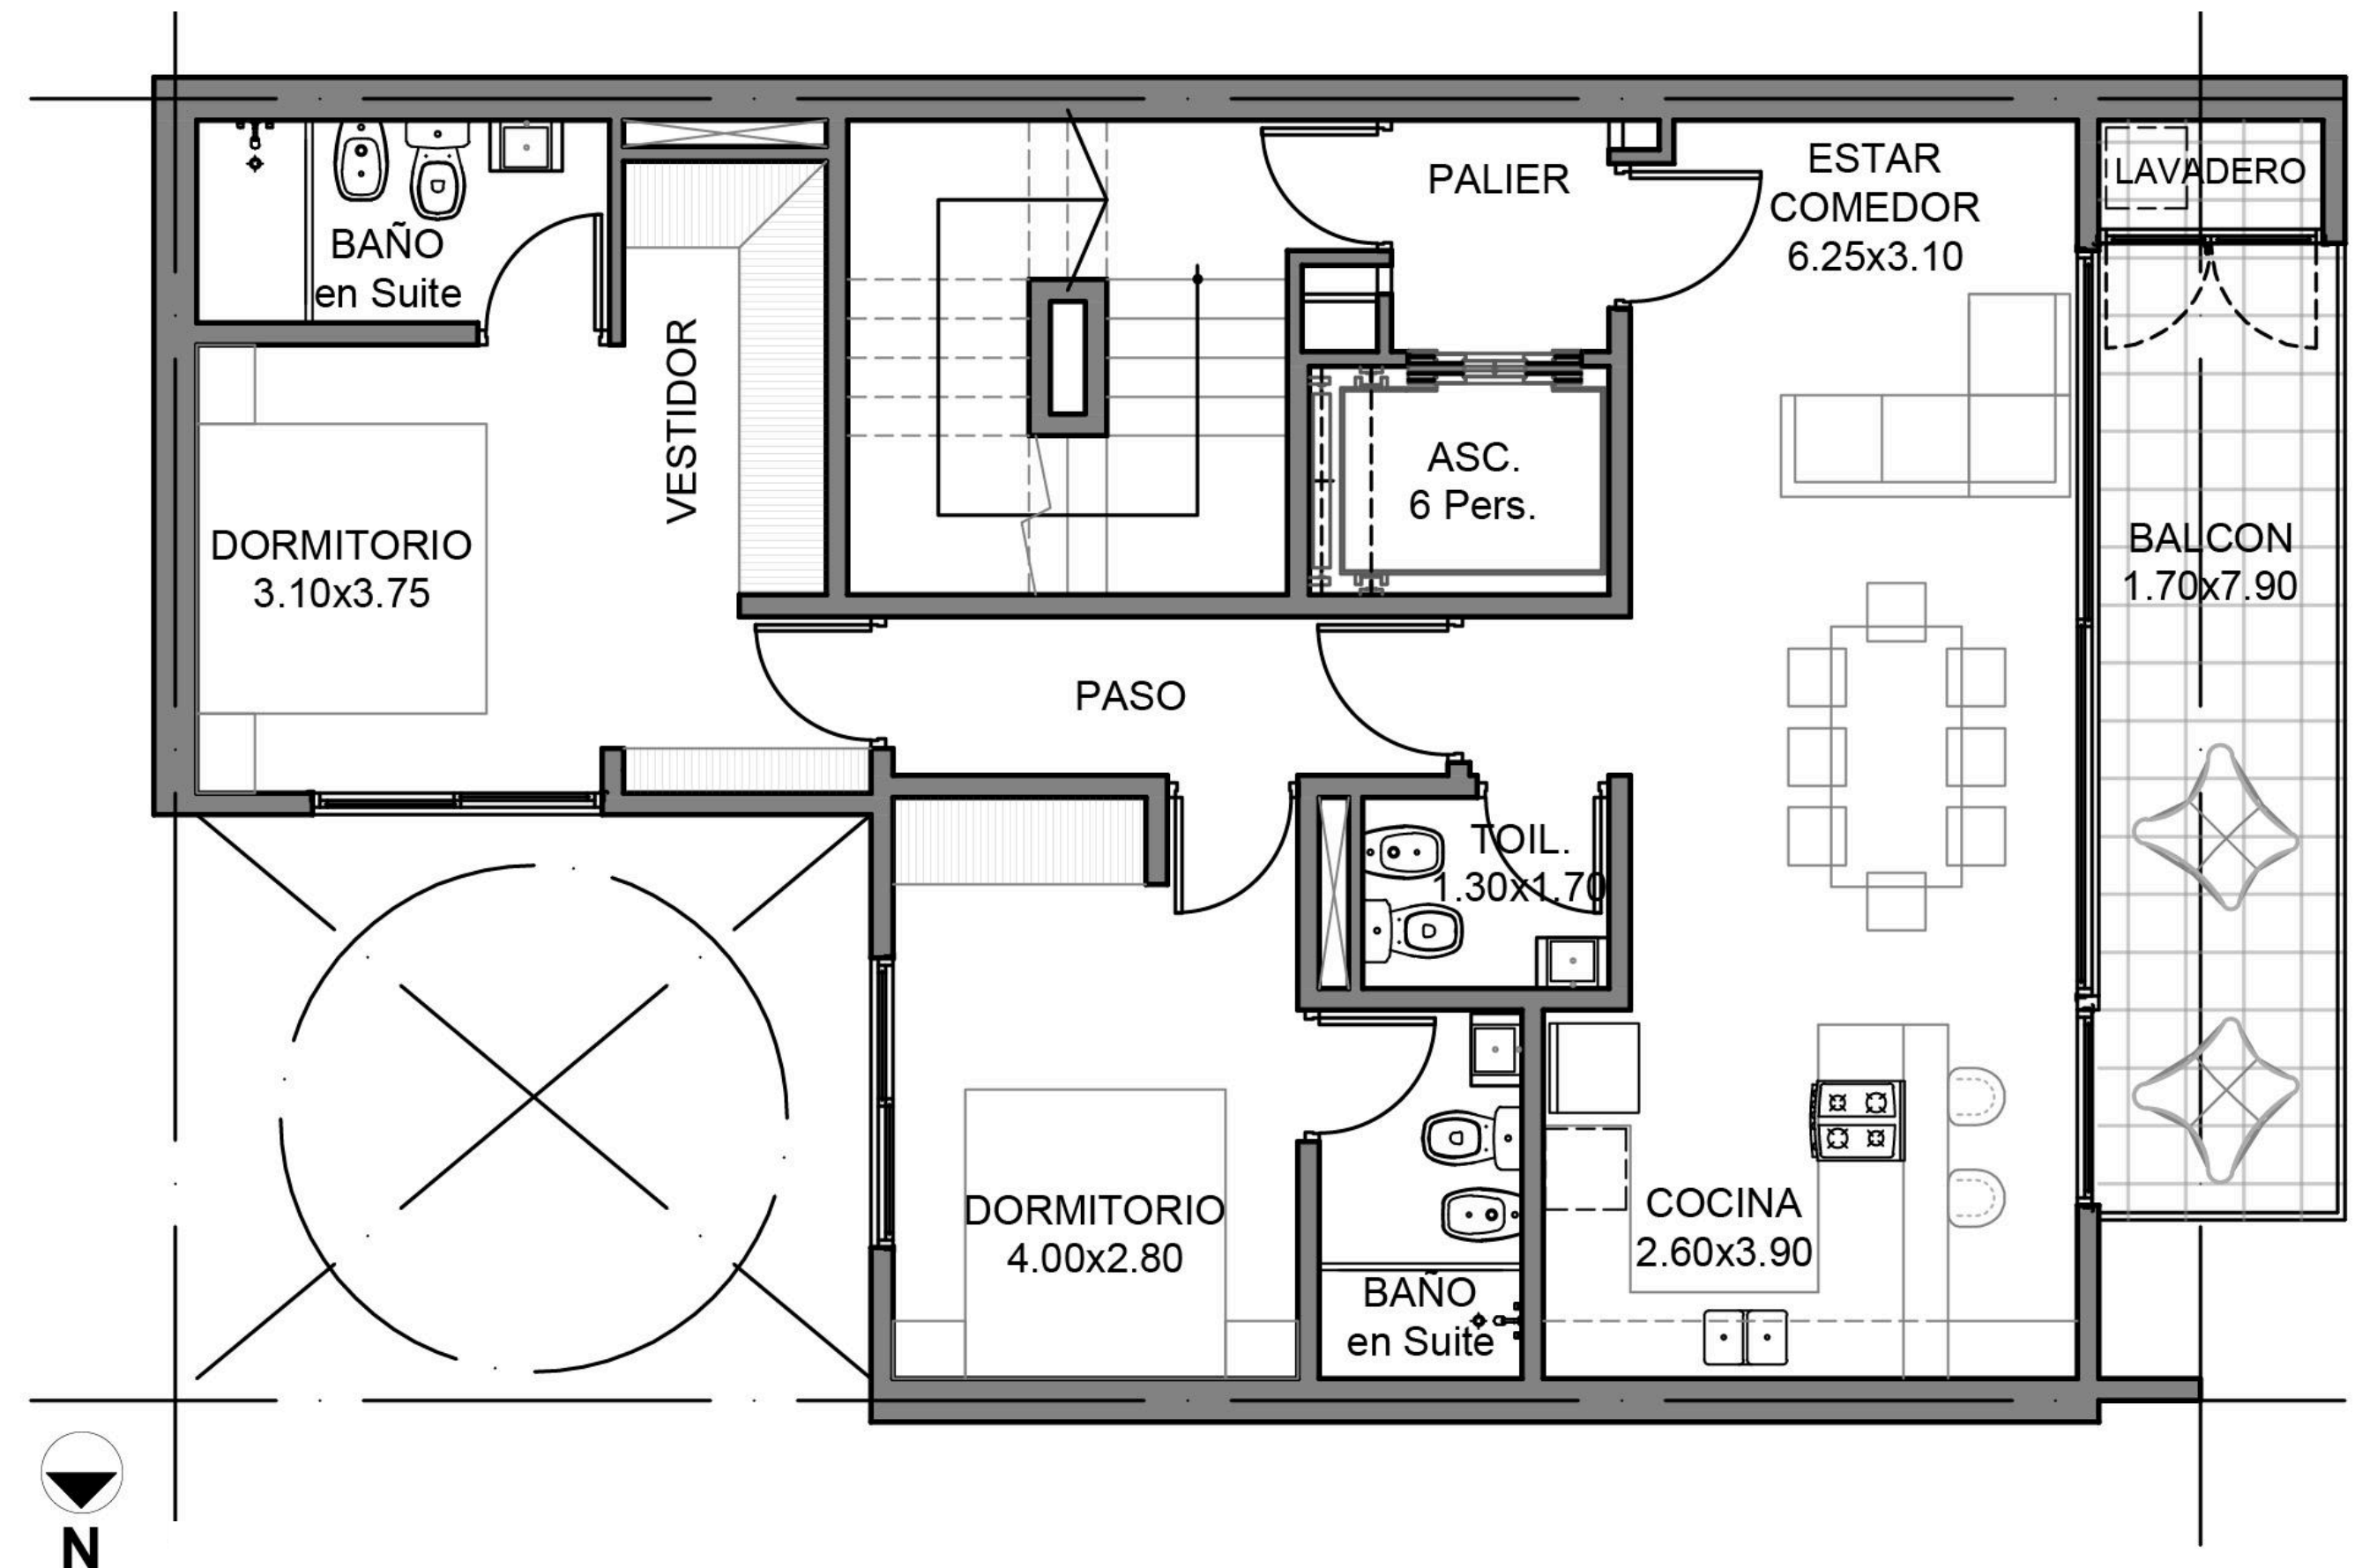 PALIER
ESTAR
COMEDOR
6.25x3.10
LAVADERO
BAÑO
en Suite
VESTIDOR
ASC.
6 Pers.
DORMITORIO
3.10x3.75
BALCON
1.70x7.90
PASO
TOIL.
1.30x1.70
DORMITORIO
4.00x2.80
COCINA
2.60x3.90
BAÑO
en Suite
N